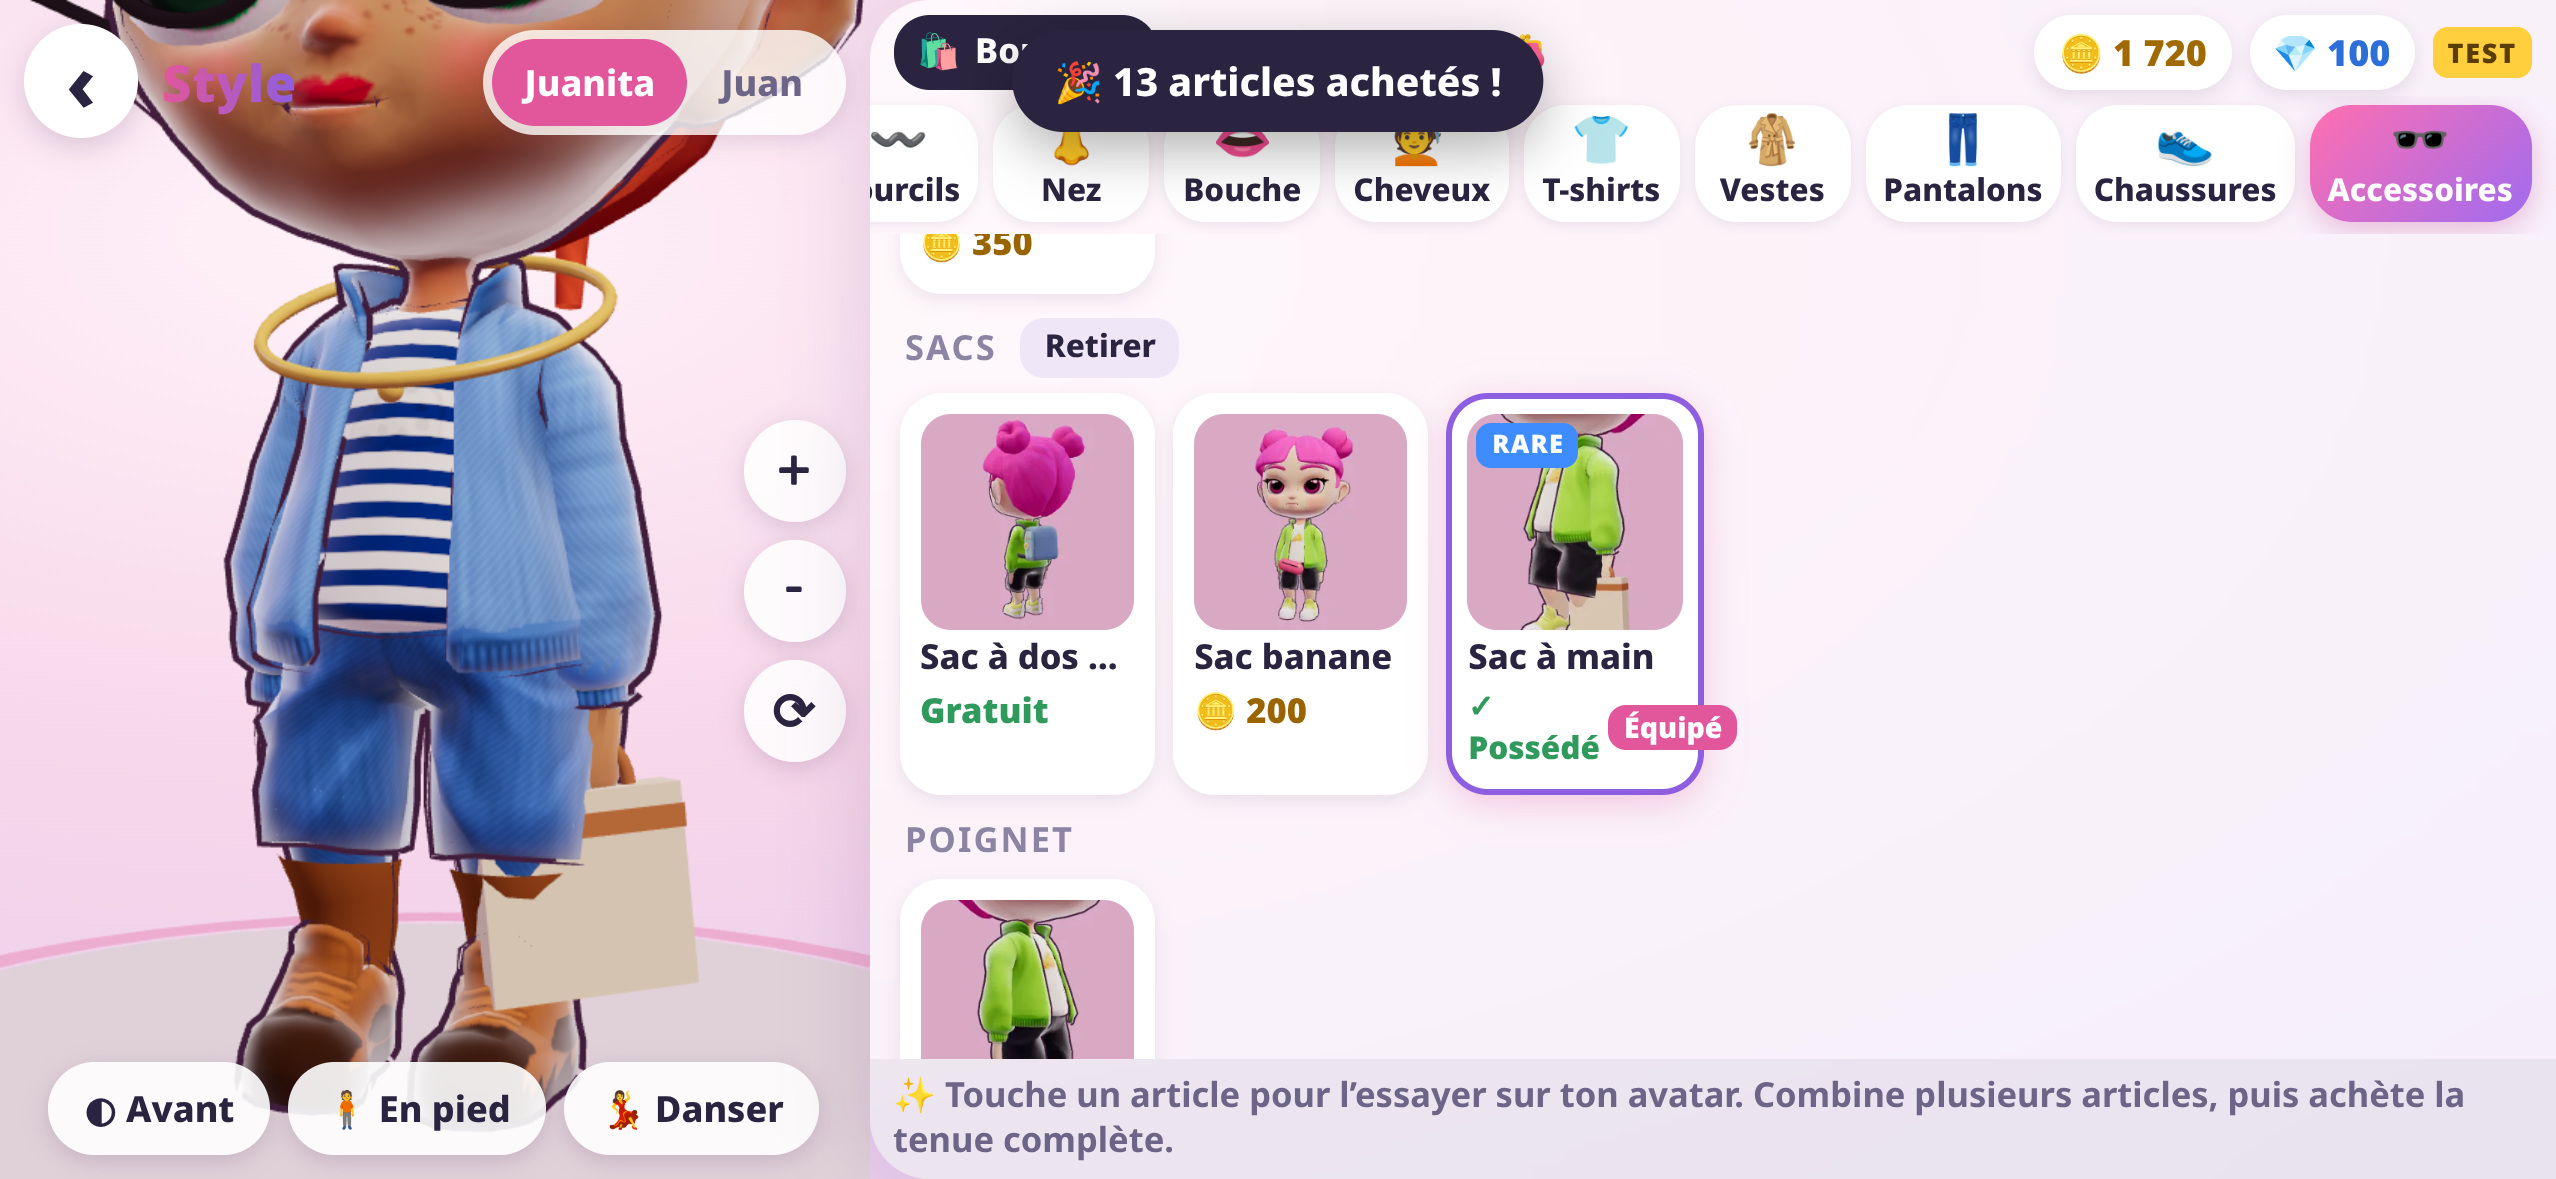 Style
Juanita
Juan
🎉 13 articles achetés !
1 720
100
TEST
Nez
Bouche
Cheveux
T-shirts
Vestes
Pantalons
Chaussures
Accessoires
350
SACS
Retirer
RARE
Sac à dos ...
Gratuit
Sac banane
200
Sac à main
✓
Possédé
Équipé
POIGNET
+
-
Avant
En pied
Danser
✨ Touche un article pour l’essayer sur ton avatar. Combine plusieurs articles, puis achète la
tenue complète.